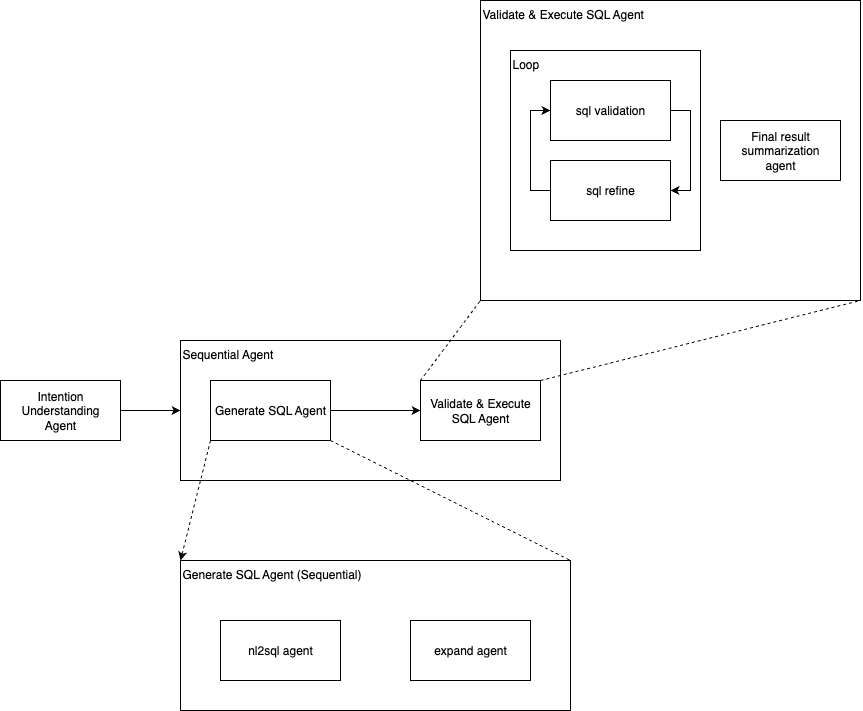 Validate & Execute SQL Agent
Loop
sql validation
Final result
summarization
agent
sql refine
Sequential Agent
Intention
Understanding
Agent
Generate SQL Agent
Validate & Execute
SQL Agent
Generate SQL Agent (Sequential)
nl2sql agent
expand agent